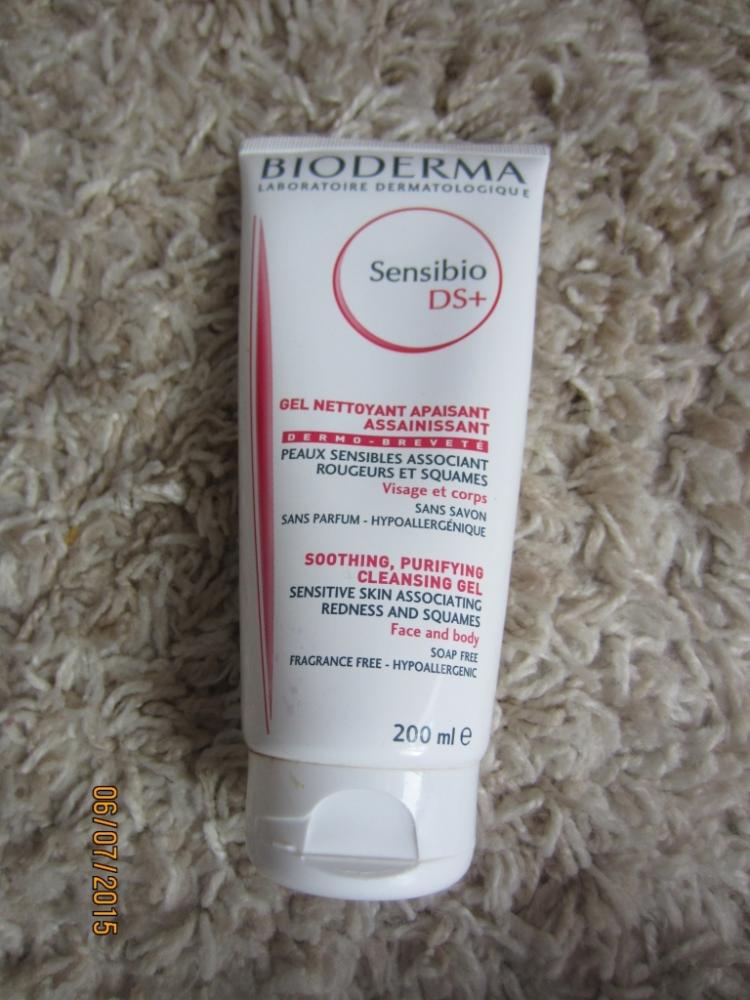 BIODERMA
LABORATOIRE DERMATOLOGIQUE
Sensibio
DS+
GEL NETTOYANT APAISANT
ASSAINISSANT
DERMO-BREVETÉ
PEAUX SENSIBLES ASSOCIANT
ROUGEURS ET SQUAMES
Visage et corps
SANS SAVON
SANS PARFUM - HYPOALLERGÉNIQUE
SOOTHING, PURIFYING
CLEANSING GEL
SENSITIVE SKIN ASSOCIATING
REDNESS AND SQUAMES
Face and body
SOAP FREE
FRAGRANCE FREE - HYPOALLERGENIC
200 ml e
06/07/2015